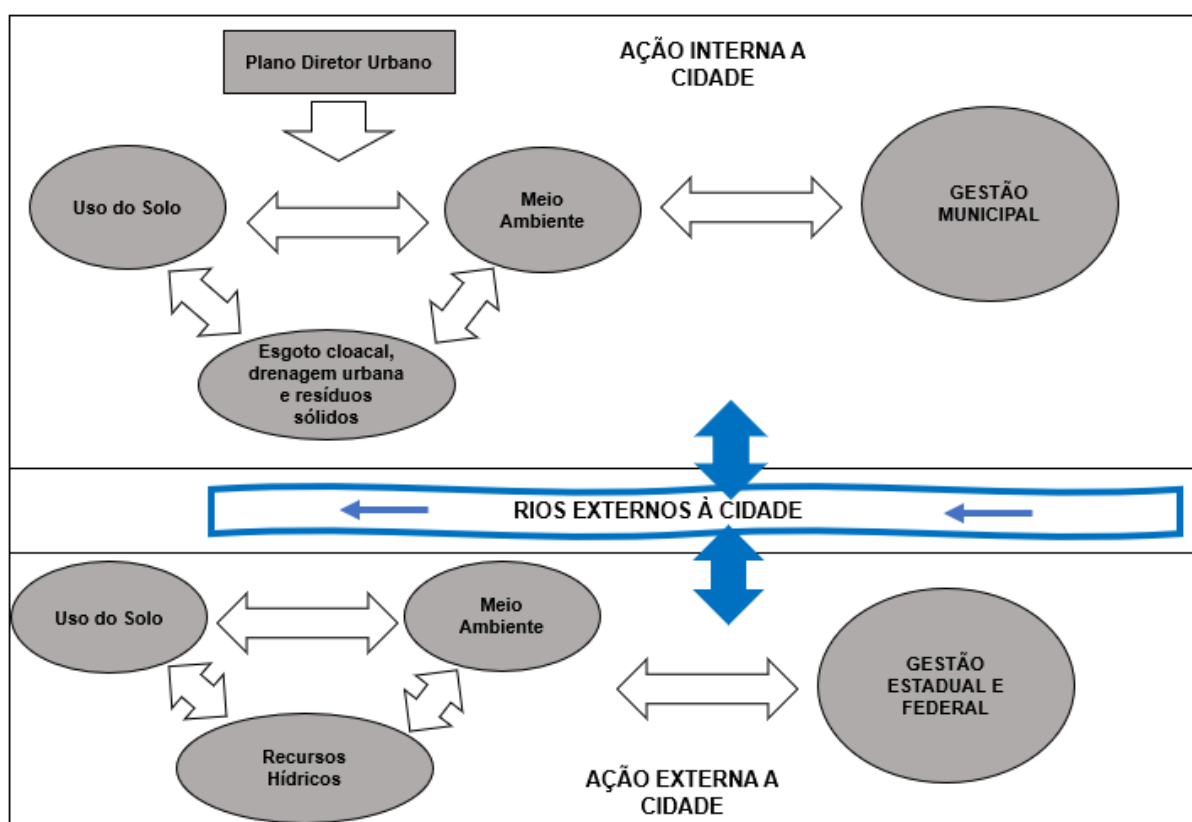 Plano Diretor Urbano
AÇÃO INTERNA A
CIDADE
Uso do Solo
Meio
Ambiente
GESTÃO
MUNICIPAL
Esgoto cloacal,
drenagem urbana
e resíduos
sólidos
RIOS EXTERNOS À CIDADE
Uso do Solo
Meio
Ambiente
GESTÃO
ESTADUAL E
FEDERAL
Recursos
Hídricos
AÇÃO EXTERNA A
CIDADE